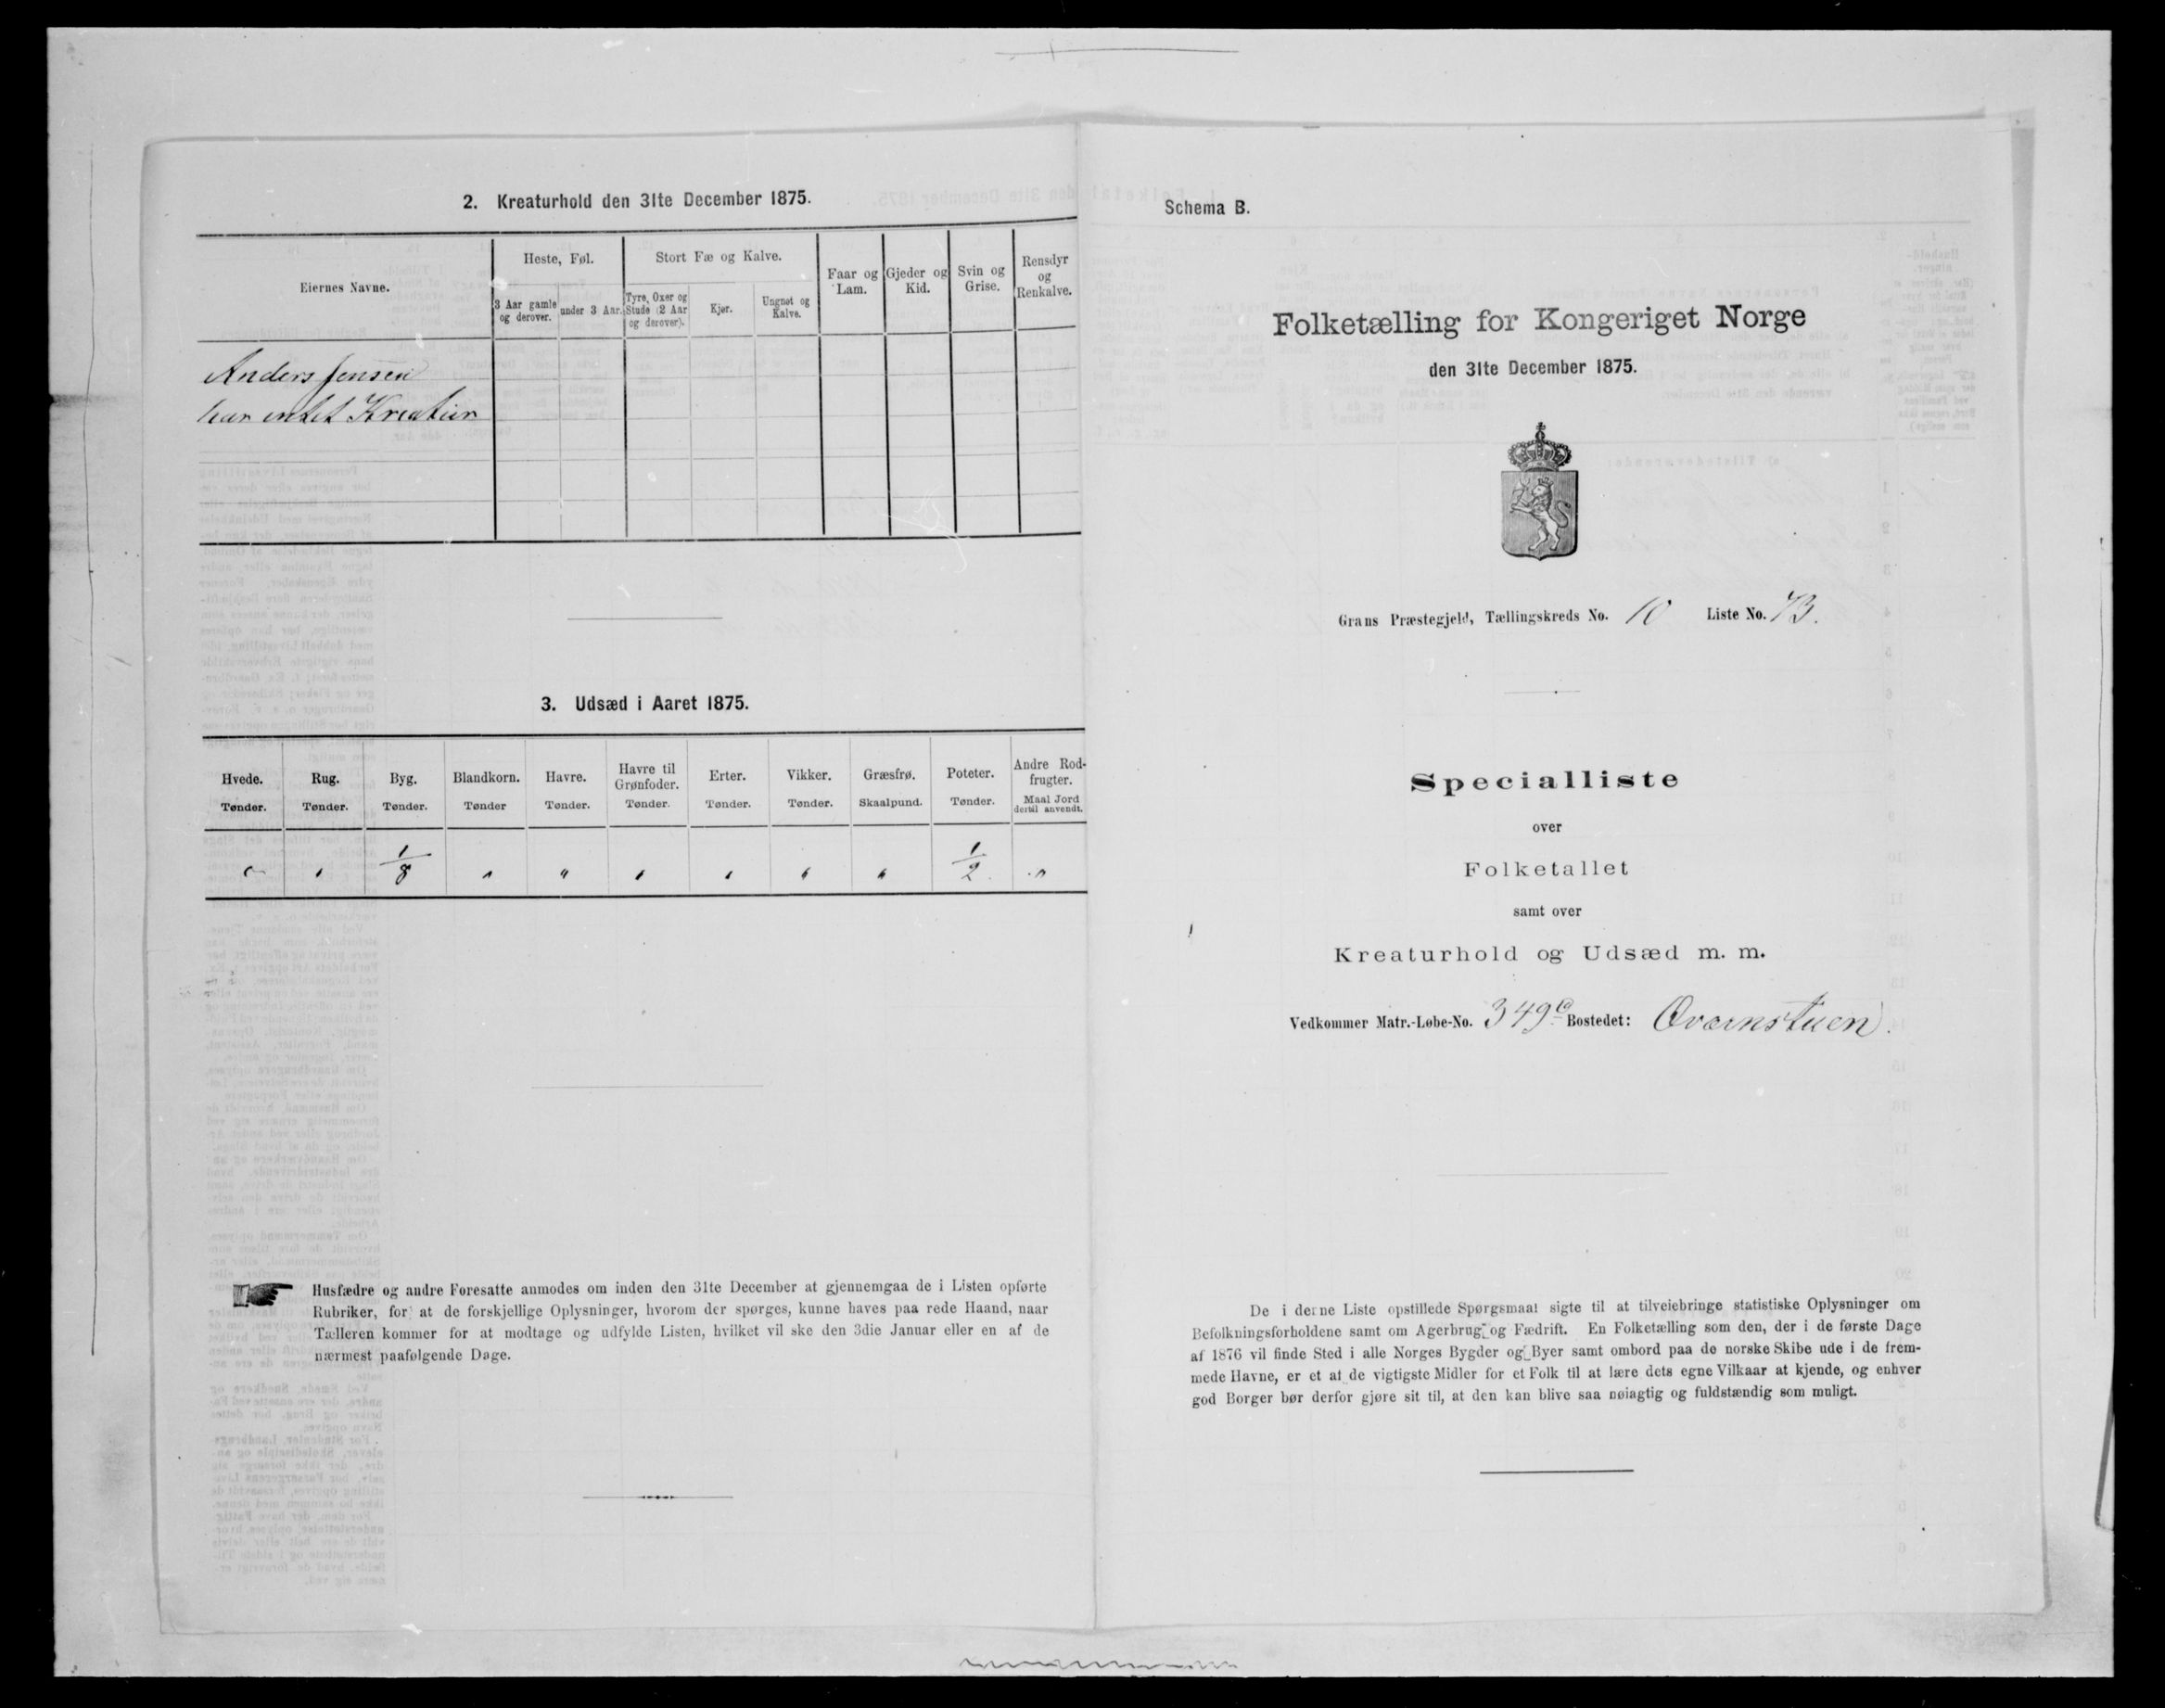 2. Kreaturhold den 31te December 1875.
Eiernes Navne.
Heste, Føl.
Stort Fæ og Kalve.
Faar og Lam.
Gjeder og Kid.
Svin og Grise.
Rensdyr og Renkalve.
3 Aar gamle og derover.
under 3 Aar.
Tyre, Oxer og Stude (2 Aar og derover).
Kjør.
Ungnøt og Kalve.
Anders Jensen
har intet Kreatur
3. Udsæd i Aaret 1875.
Hvede. Rug. Byg. Blandkorn. Havre. Havre til Grønfoder. Erter. Vikker. Græsfrø. Poteter. Andre Rodfrugter.
Tønder. Tønder. Tønder. Tønder Tønder. Tønder. Tønder. Tønder. Skaalpund. Tønder. Maal Jord dertil anvendt.
" " 1/8 " " " " " " 1/2 "
Husfædre og andre Foresatte anmodes om inden den 31te December at gjennemgaa de i Listen opførte
Rubriker, for at de forskjellige Oplysninger, hvorom der spørges, kunne haves paa rede Haand, naar
Tælleren kommer for at modtage og udfylde Listen, hvilket vil ske den 3die Januar eller en af de
nærmest paafølgende Dage.
Schema B.
Folketælling for Kongeriget Norge
den 31te December 1875.
Grans Præstegjeld, Tællingskreds No. 10 Liste No. 73.
Specialliste
over
Folketallet
samt over
Kreaturhold og Udsæd m. m.
Vedkommer Matr.-Løbe-No. 349 Bostedet: Qværnstuen.
De i denne Liste opstillede Spørgsmaal sigte til at tilveiebringe statistiske Oplysninger om
Befolkningsforholdene samt om Agerbrug og Fædrift. En Folketælling som den, der i de første Dage
af 1876 vil finde Sted i alle Norges Bygder og Byer samt ombord paa de norske Skibe ude i de frem-
mede Havne, er et af de vigtigste Midler for et Folk til at lære dets egne Vilkaar at kjende, og enhver
god Borger bør derfor gjøre sit til, at den kan blive saa nøiagtig og fuldstændig som muligt.